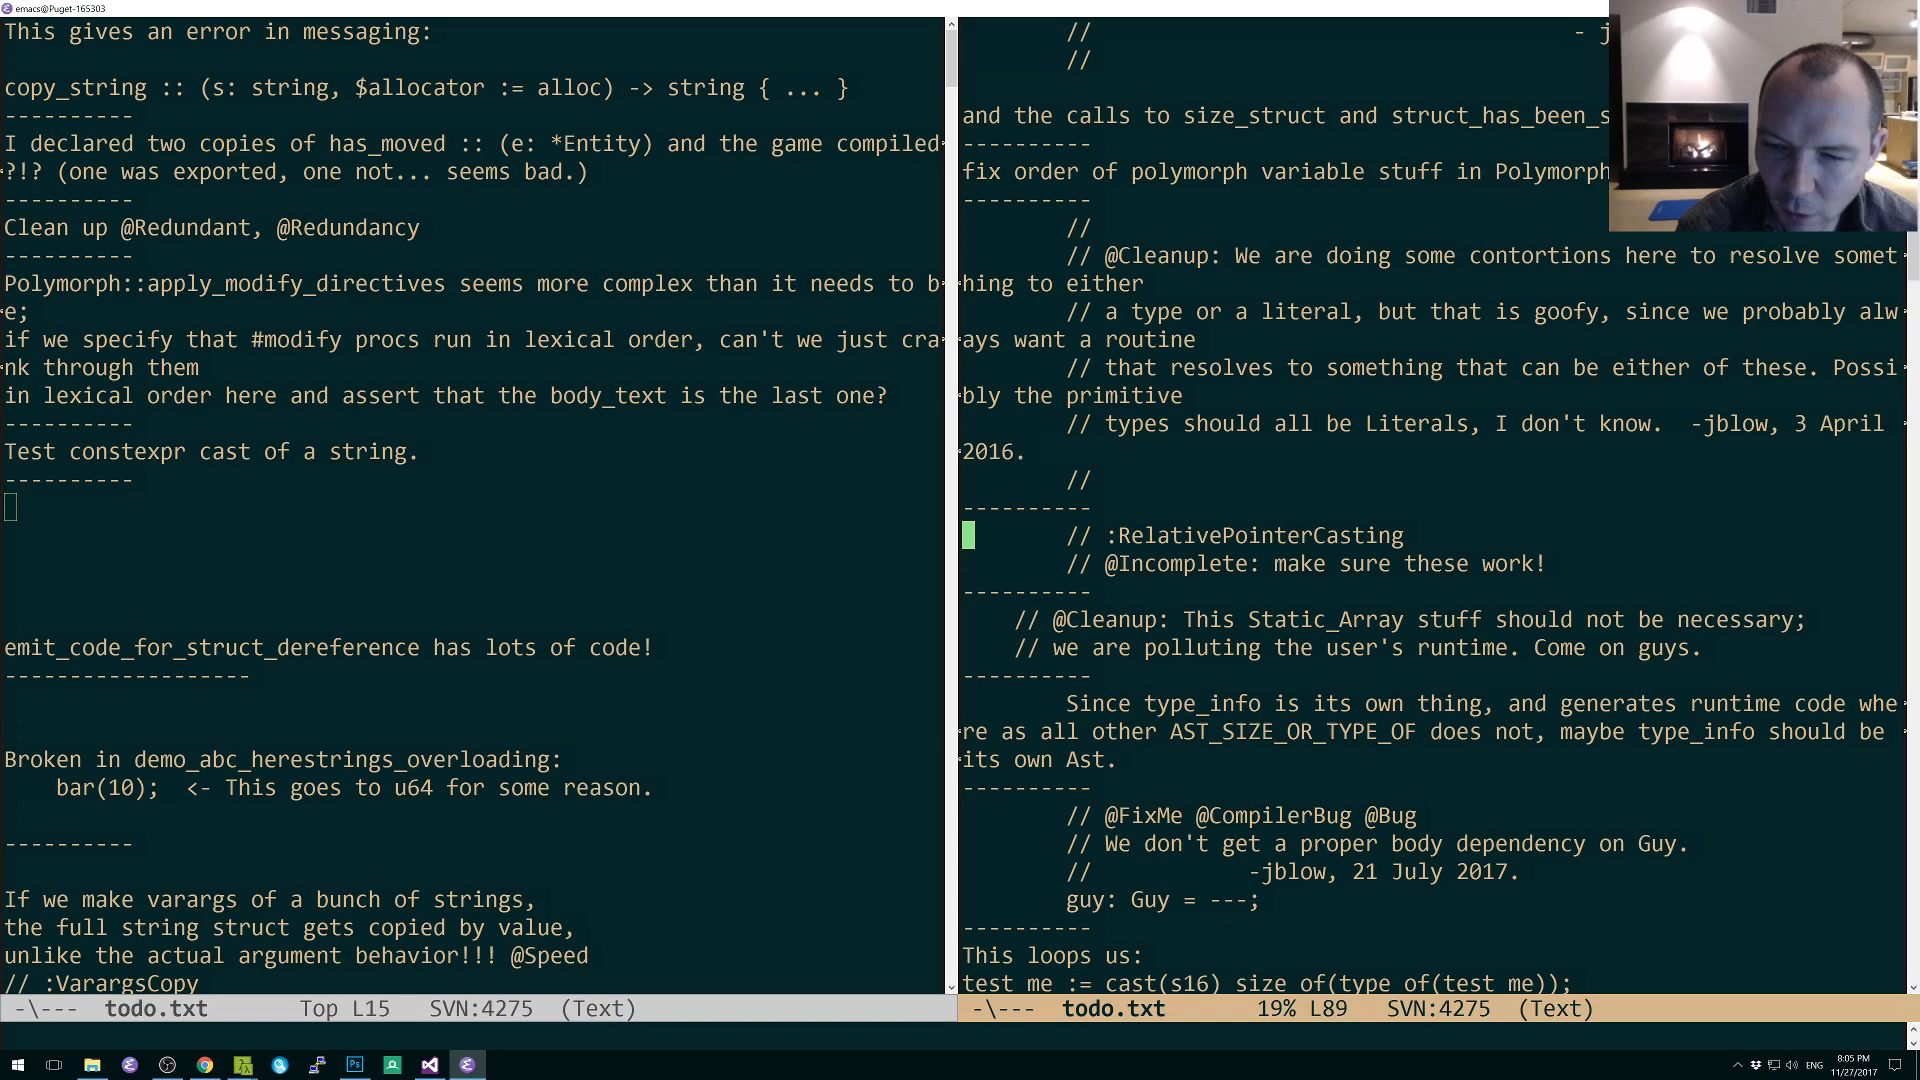 emacs@Puget-165303
This gives an error in messaging:
copy_string :: (s: string, $allocator := alloc) -> string { ... }
----------
I declared two copies of has_moved :: (e: *Entity) and the game compiled
?!? (one was exported, one not... seems bad.)
----------
Clean up @Redundant, @Redundancy
----------
Polymorph::apply_modify_directives seems more complex than it needs to b
e;
if we specify that #modify procs run in lexical order, can't we just cra
nk through them
in lexical order here and assert that the body_text is the last one?
----------
Test constexpr cast of a string.
----------
emit_code_for_struct_dereference has lots of code!
-------------------
Broken in demo_abc_herestrings_overloading:
bar(10);  <- This goes to u64 for some reason.
----------
If we make varargs of a bunch of strings,
the full string struct gets copied by value,
unlike the actual argument behavior!!! @Speed
// :VarargsCopy
-\---  todo.txt       Top L15   SVN:4275  (Text)
//                                     - j
//
and the calls to size_struct and struct_has_been_s
----------
fix order of polymorph variable stuff in Polymorph
----------
//
// @Cleanup: We are doing some contortions here to resolve somet
hing to either
// a type or a literal, but that is goofy, since we probably alw
ays want a routine
// that resolves to something that can be either of these. Possi
bly the primitive
// types should all be Literals, I don't know.  -jblow, 3 April
2016.
//
----------
// :RelativePointerCasting
// @Incomplete: make sure these work!
----------
// @Cleanup: This Static_Array stuff should not be necessary;
// we are polluting the user's runtime. Come on guys.
----------
Since type_info is its own thing, and generates runtime code whe
re as all other AST_SIZE_OR_TYPE_OF does not, maybe type_info should be
its own Ast.
----------
// @FixMe @CompilerBug @Bug
// We don't get a proper body dependency on Guy.
//            -jblow, 21 July 2017.
guy: Guy = ---;
----------
This loops us:
test_me := cast(s16) size_of(type_of(test_me));
-\---  todo.txt       19% L89   SVN:4275  (Text)
Ps
ENG
8:05 PM
11/27/2017